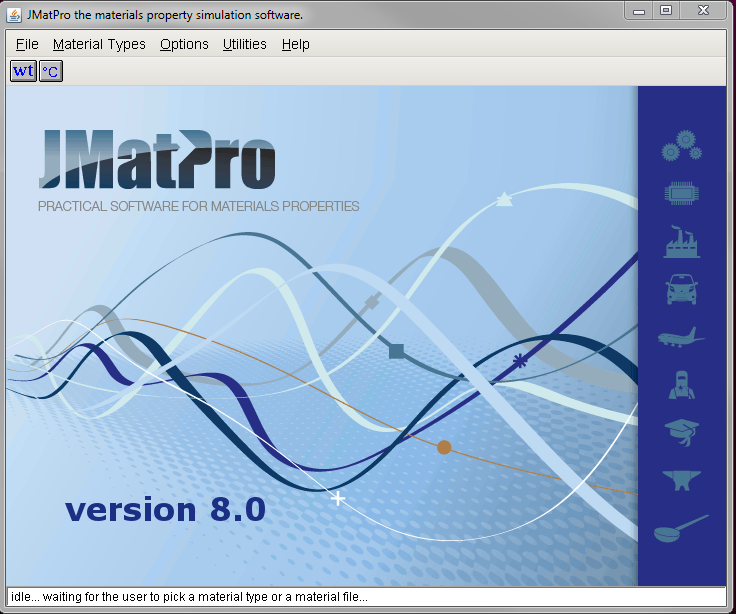 JMatPro the materials property simulation software.
File Material Types Options Utilities Help
wt °C
JMatPro
PRACTICAL SOFTWARE FOR MATERIALS PROPERTIES
version 8.0
idle... waiting for the user to pick a material type or a material file...